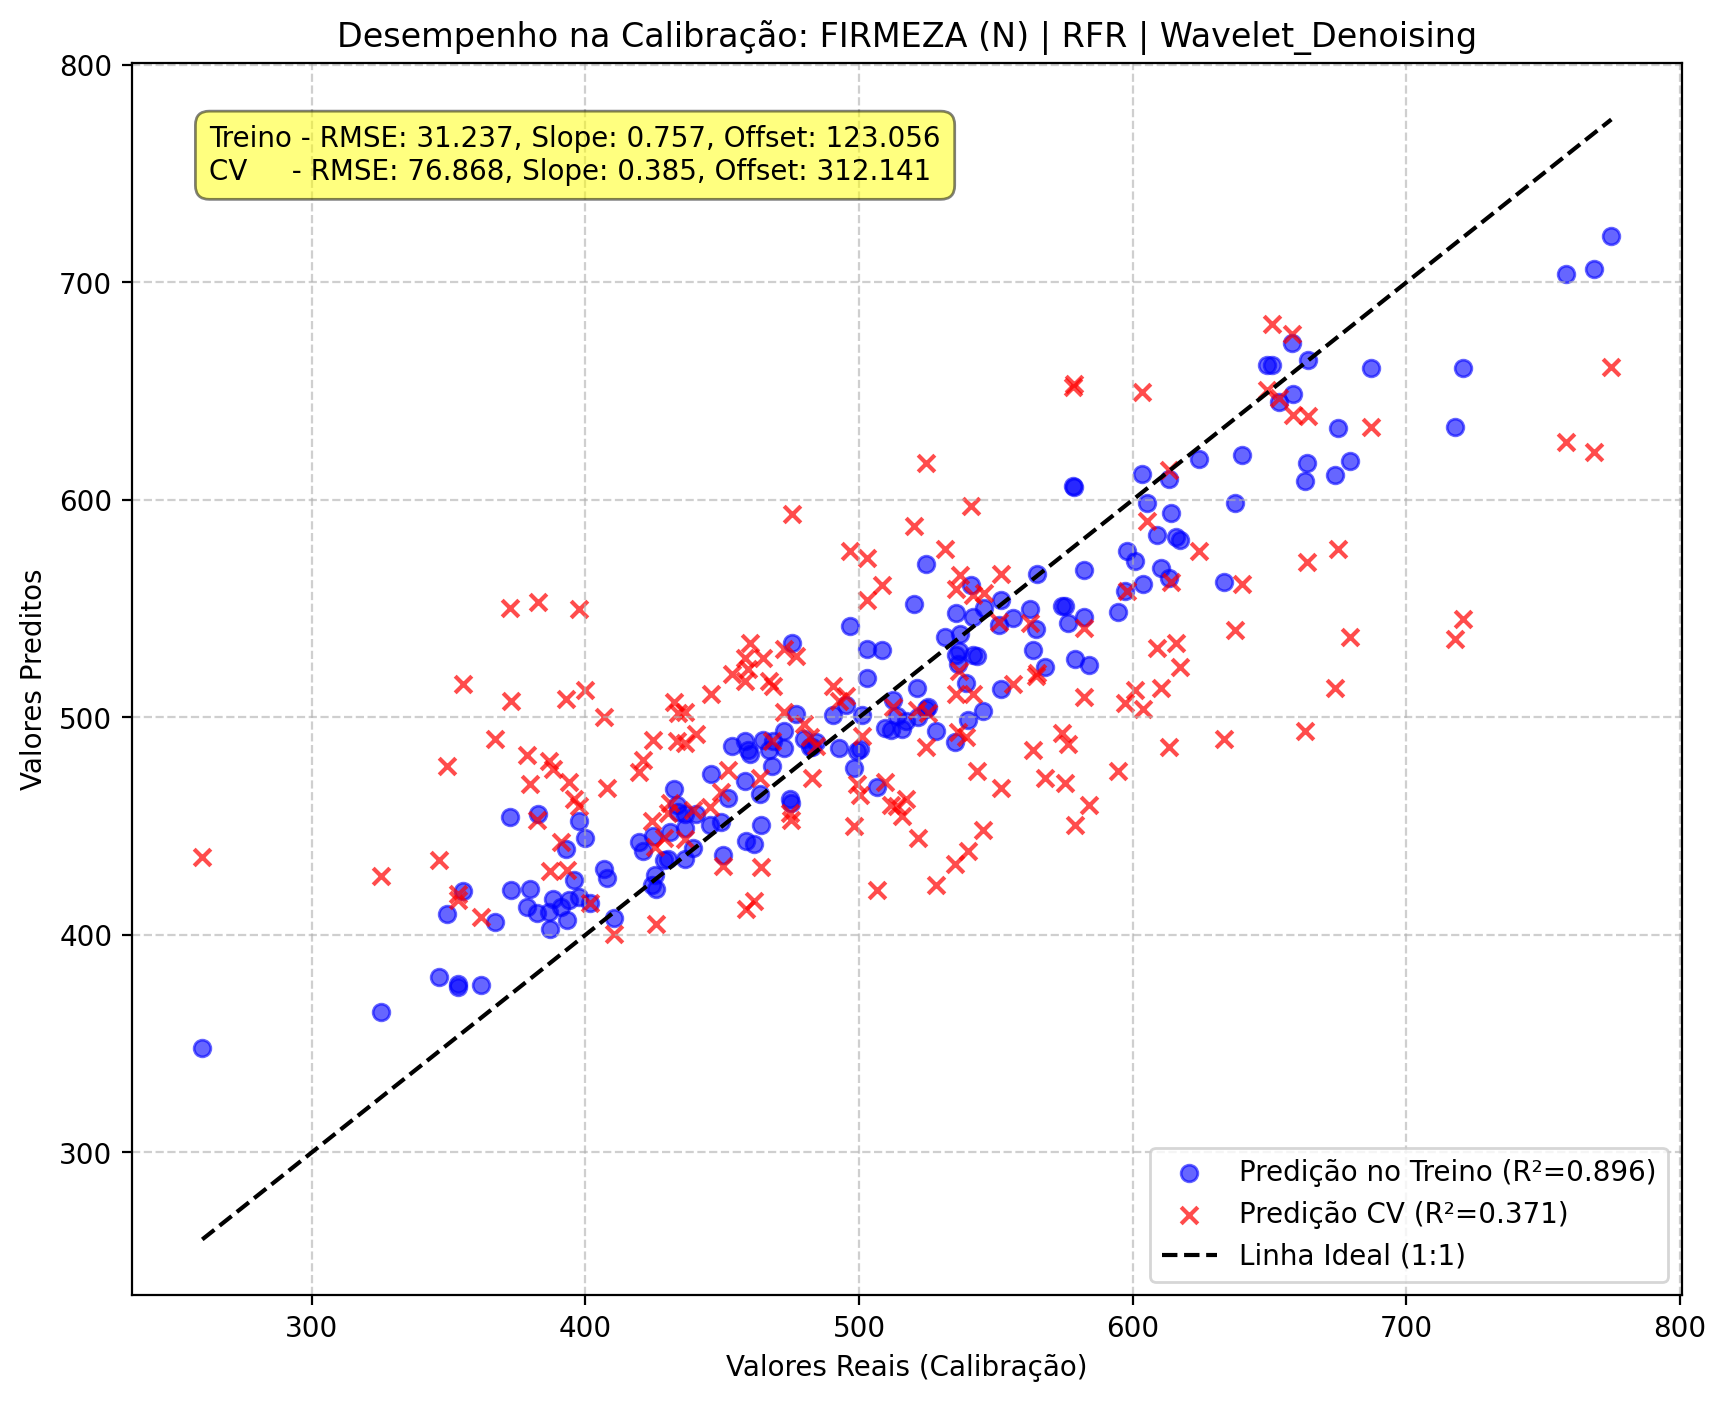 Desempenho na Calibração: FIRMEZA (N) | RFR | Wavelet_Denoising
Treino - RMSE: 31.237, Slope: 0.757, Offset: 123.056
CV - RMSE: 76.868, Slope: 0.385, Offset: 312.141
Valores Preditos
800
700
600
500
400
300
Predição no Treino (R²=0.896)
Predição CV (R²=0.371)
Linha Ideal (1:1)
300 400 500 600 700 800
Valores Reais (Calibração)